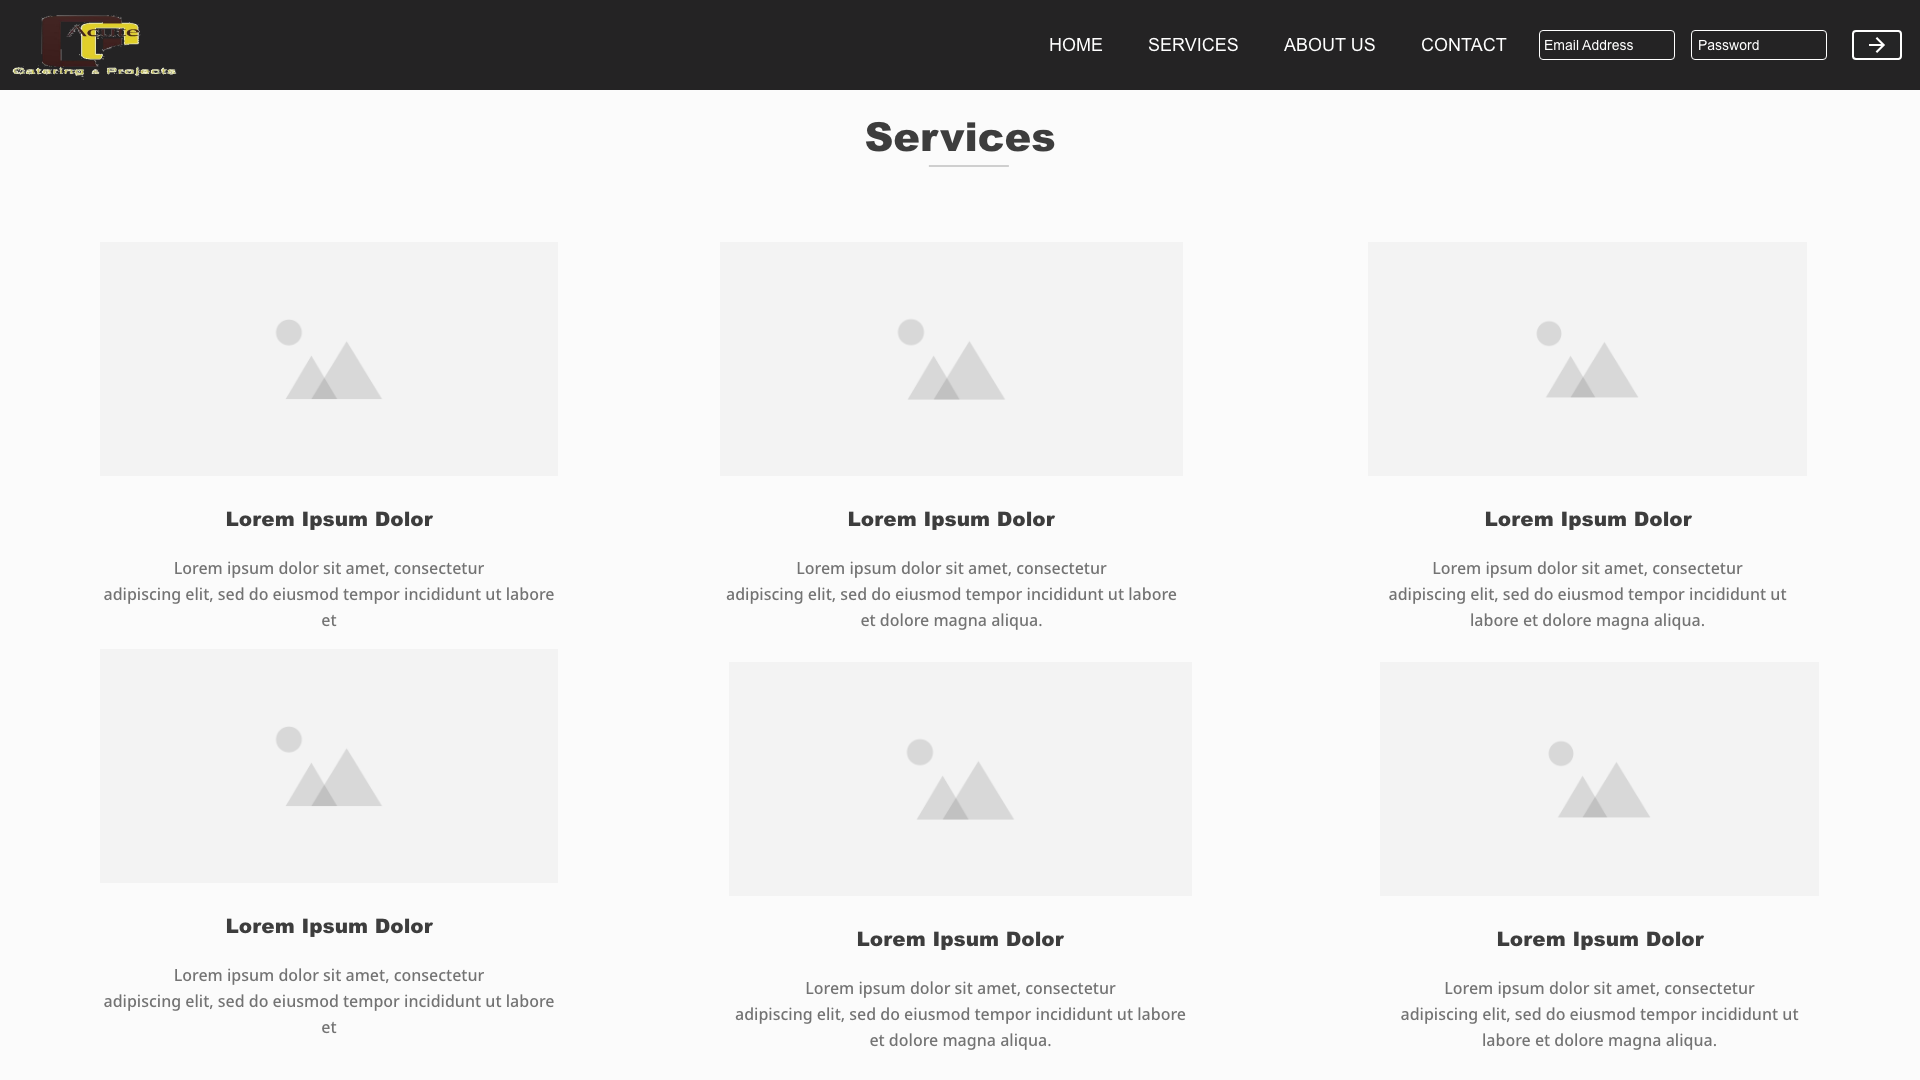 Acute
Catering & Projects
HOME
SERVICES
ABOUT US
CONTACT
Email Address
Password
Services
Lorem Ipsum Dolor
Lorem ipsum dolor sit amet, consectetur
adipiscing elit, sed do eiusmod tempor incididunt ut labore
et
Lorem Ipsum Dolor
Lorem ipsum dolor sit amet, consectetur
adipiscing elit, sed do eiusmod tempor incididunt ut labore
et dolore magna aliqua.
Lorem Ipsum Dolor
Lorem ipsum dolor sit amet, consectetur
adipiscing elit, sed do eiusmod tempor incididunt ut
labore et dolore magna aliqua.
Lorem Ipsum Dolor
Lorem ipsum dolor sit amet, consectetur
adipiscing elit, sed do eiusmod tempor incididunt ut labore
et
Lorem Ipsum Dolor
Lorem ipsum dolor sit amet, consectetur
adipiscing elit, sed do eiusmod tempor incididunt ut labore
et dolore magna aliqua.
Lorem Ipsum Dolor
Lorem ipsum dolor sit amet, consectetur
adipiscing elit, sed do eiusmod tempor incididunt ut
labore et dolore magna aliqua.